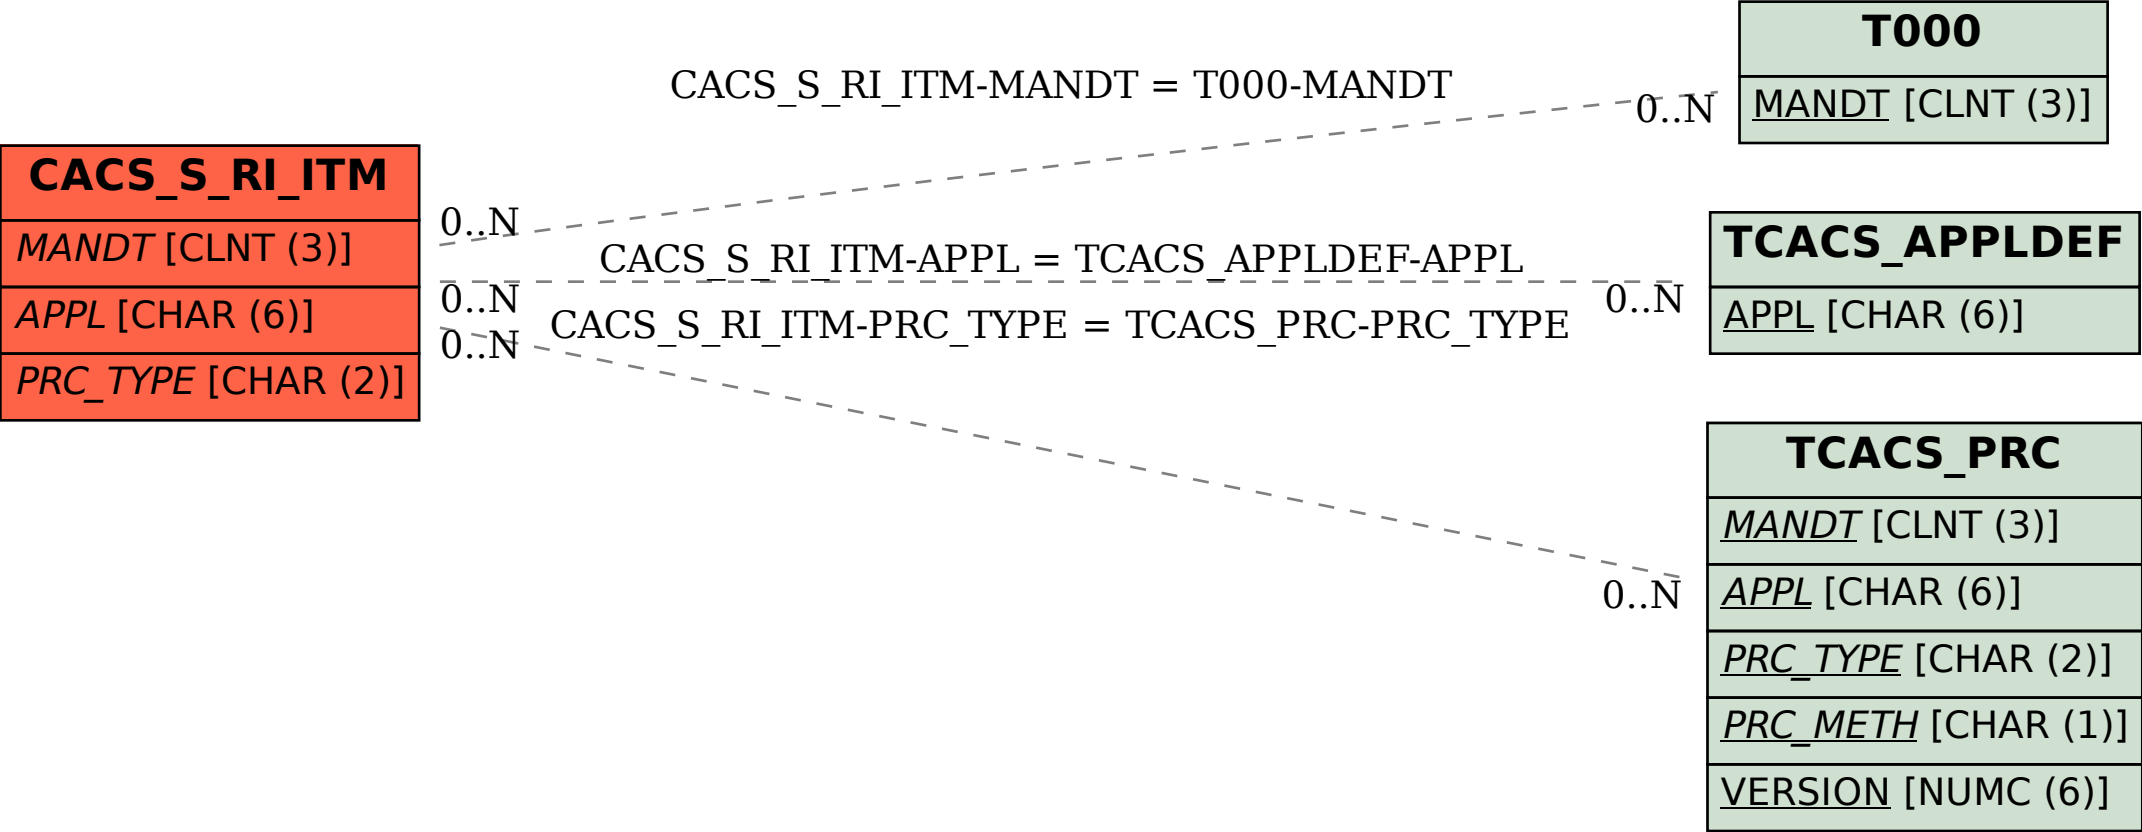 CACS_S_RI_ITM
MANDT [CLNT (3)]
APPL [CHAR (6)]
PRC_TYPE [CHAR (2)]
CACS_S_RI_ITM-MANDT = T000-MANDT
0..N
0..N
CACS_S_RI_ITM-APPL = TCACS_APPLDEF-APPL
0..N
0..N
CACS_S_RI_ITM-PRC_TYPE = TCACS_PRC-PRC_TYPE
0..N
0..N
T000
MANDT [CLNT (3)]
TCACS_APPLDEF
APPL [CHAR (6)]
TCACS_PRC
MANDT [CLNT (3)]
APPL [CHAR (6)]
PRC_TYPE [CHAR (2)]
PRC_METH [CHAR (1)]
VERSION [NUMC (6)]